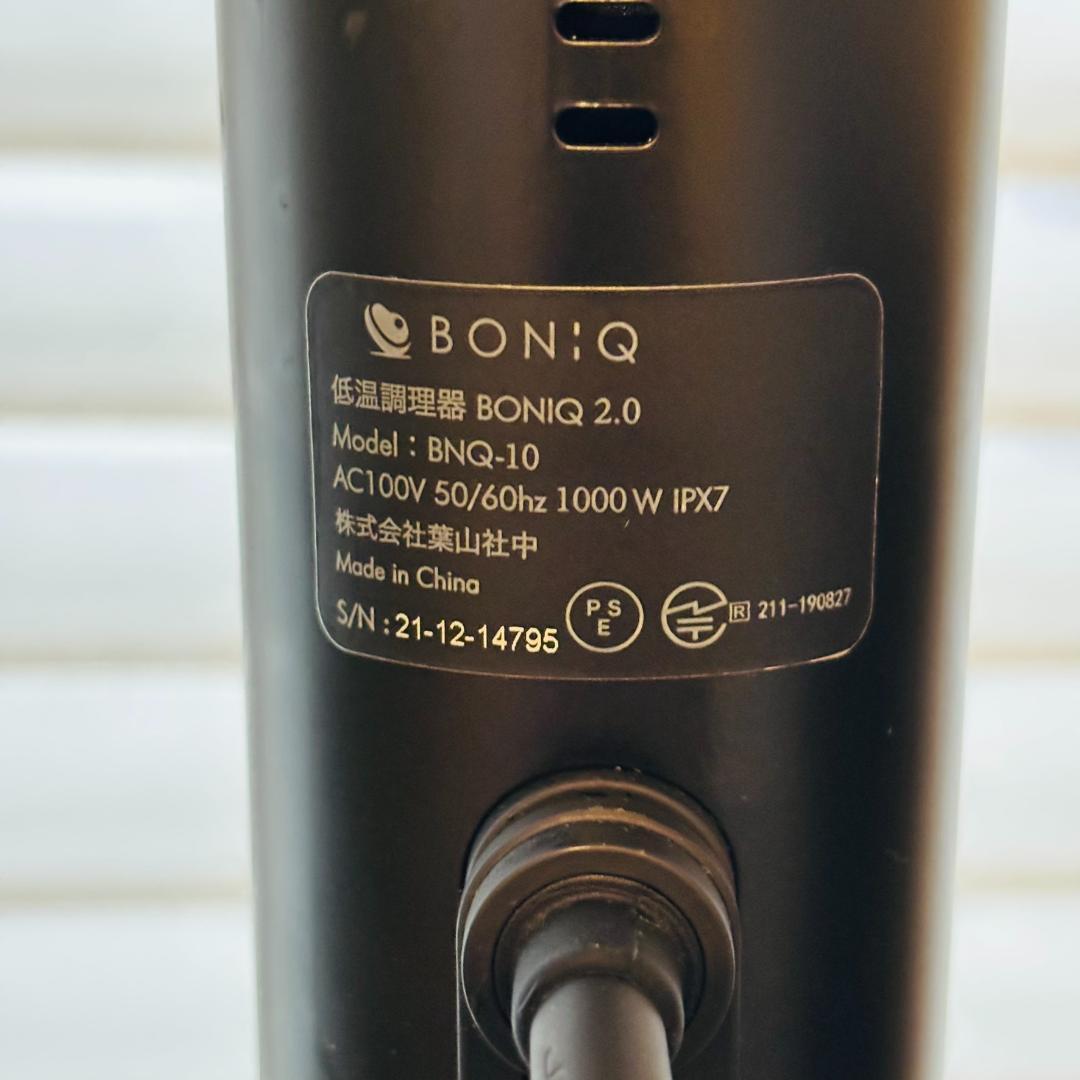 BONIQ
低温調理器 BONIQ 2.0
Model：BNQ-10
AC100V 50/60hz 1000 W IPX7
株式会社葉山社中
Made in China
S/N : 21-12-14795
PS
E
R 211-190827